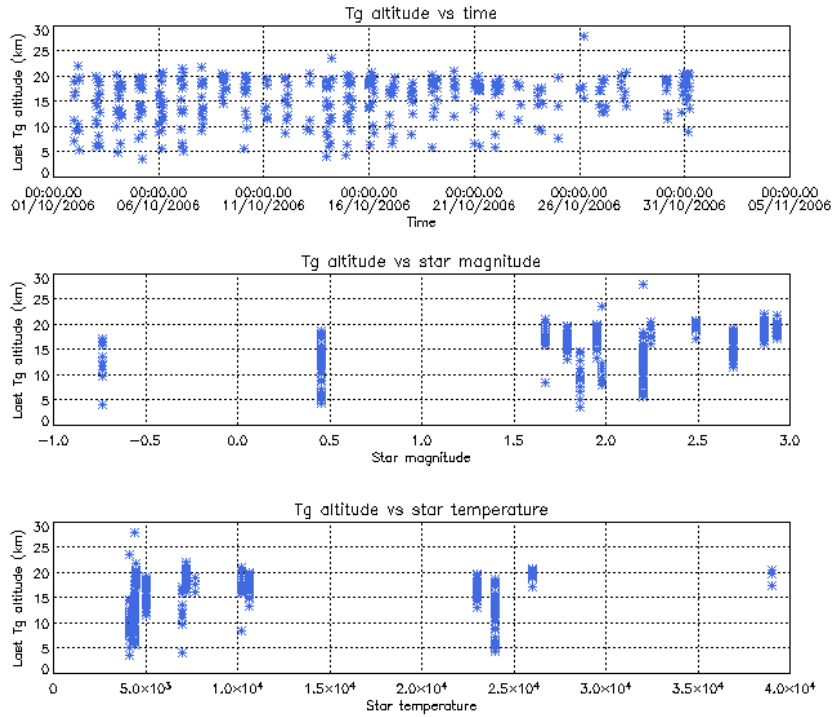 Tg altitude vs time
Last Tg altitude (km)
30
25
20
15
10
5
0
00:00.00 00:00.00 00:00.00 00:00.00 00:00.00 00:00.00 00:00.00 00:00.00
01/10/2006 06/10/2006 11/10/2006 16/10/2006 21/10/2006 26/10/2006 31/10/2006 05/11/2006
Time
Tg altitude vs star magnitude
Last Tg altitude (km)
30
25
20
15
10
5
0
-1.0 -0.5 0.0 0.5 1.0 1.5 2.0 2.5 3.0
Star magnitude
Tg altitude vs star temperature
Last Tg altitude (km)
30
25
20
15
10
5
0
0 5.0×10³ 1.0×10⁴ 1.5×10⁴ 2.0×10⁴ 2.5×10⁴ 3.0×10⁴ 3.5×10⁴ 4.0×10⁴
Star temperature